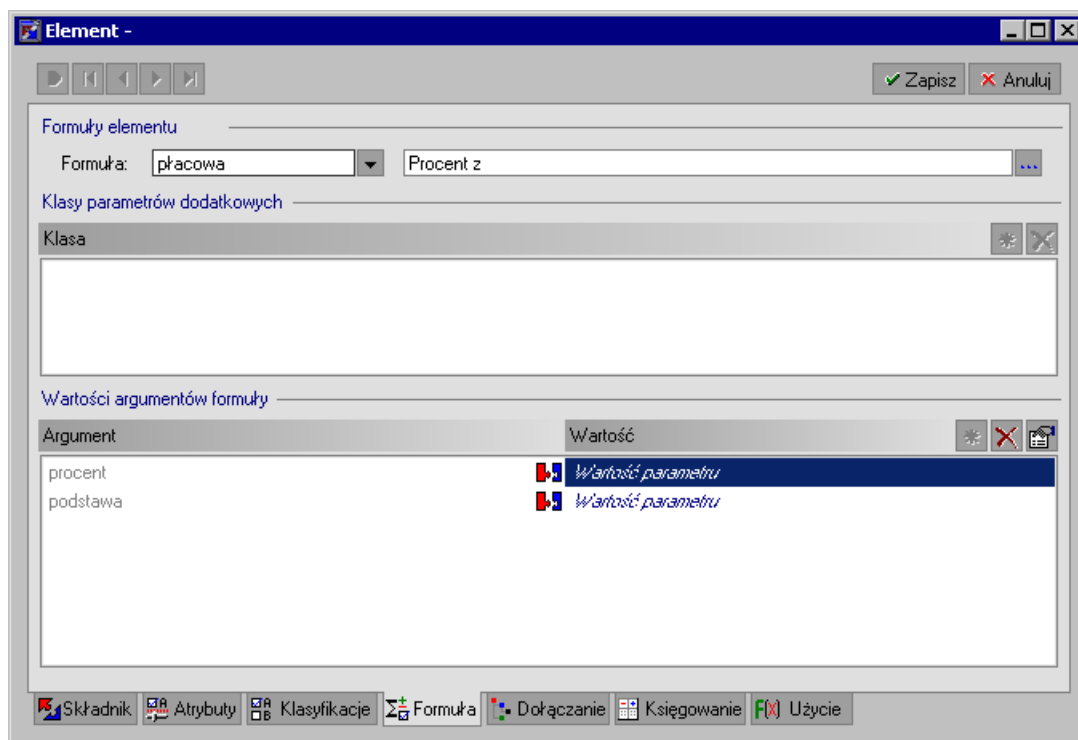 Element -
Zapisz Anuluj
Formuły elementu
Formuła: płacowa Procent z ...
Klasy parametrów dodatkowych
Klasa
Wartości argumentów formuły
Argument Wartość
procent Wartość parametru
podstawa Wartość parametru
Składnik Atrybuty Klasyfikacje Formuła Dołączanie Księgowanie F(X) Użycie